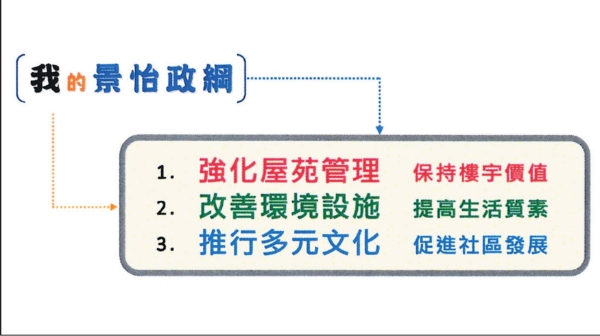 〔我的景怡政綱〕
1. 強化屋苑管理 保持樓宇價值
2. 改善環境設施 提高生活質素
3. 推行多元文化 促進社區發展